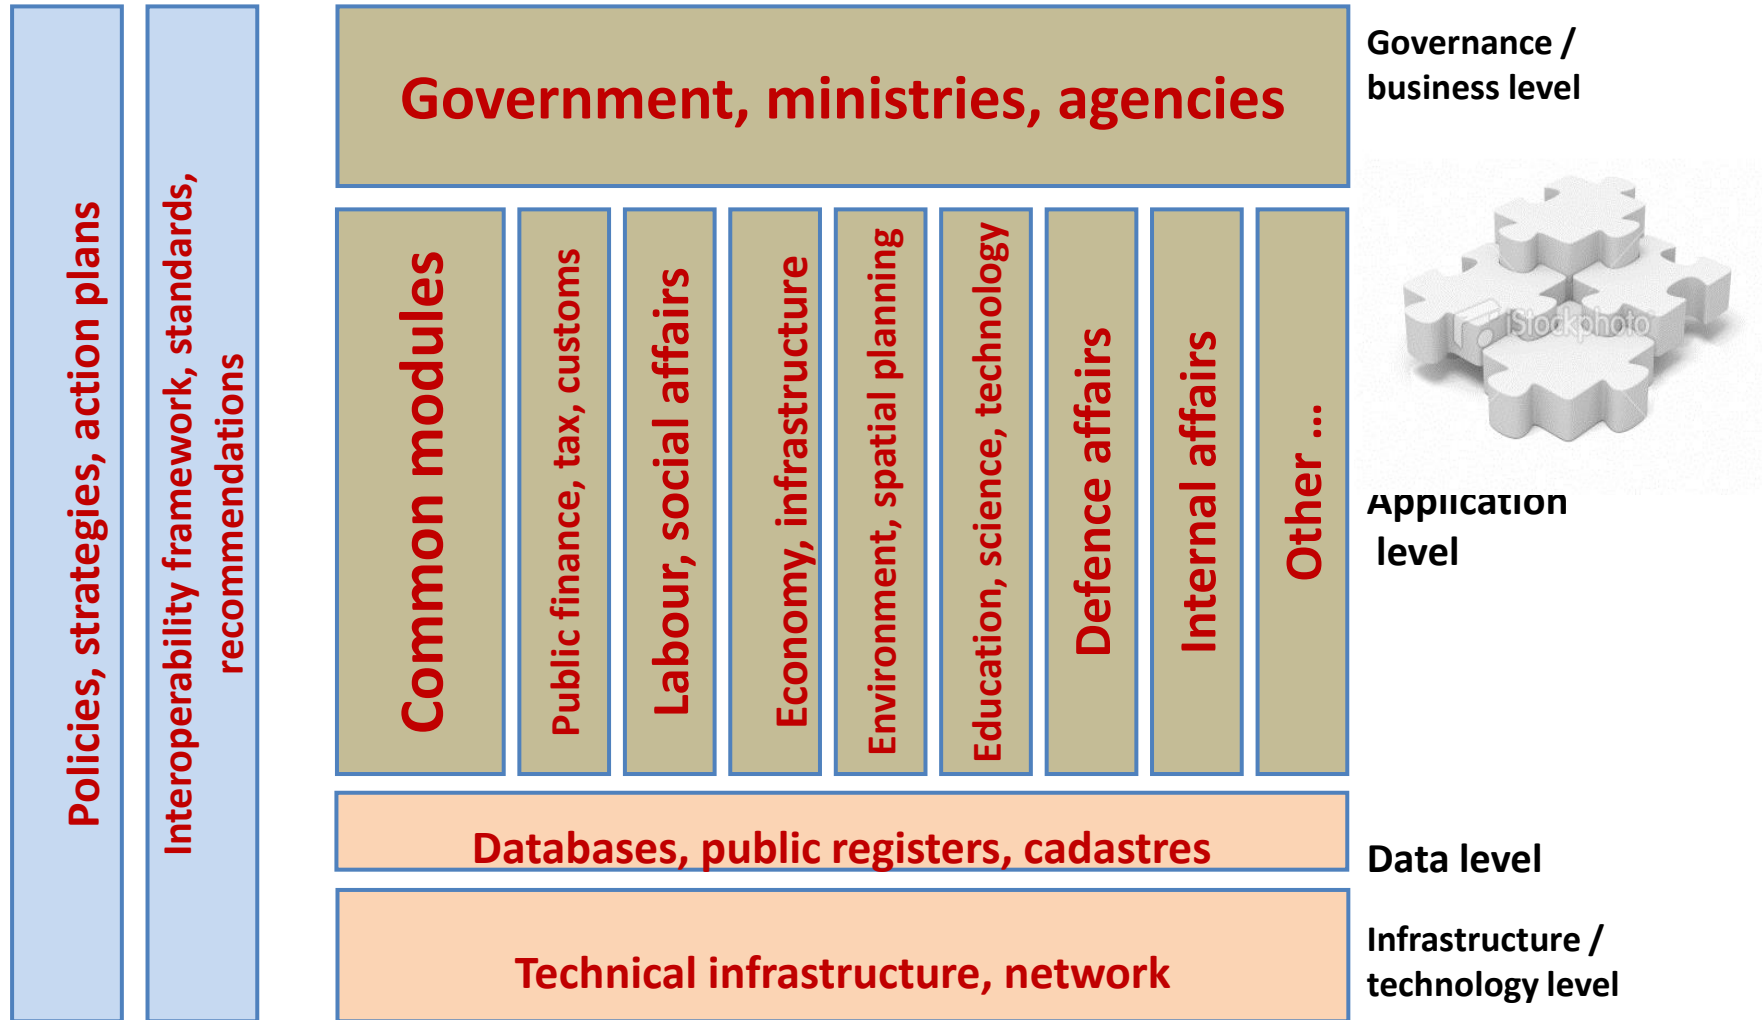 Policies, strategies, action plans
Interoperability framework, standards,
recommendations
Government, ministries, agencies
Governance /
business level
Common modules
Public finance, tax, customs
Labour, social affairs
Economy, infrastructure
Environment, spatial planning
Education, science, technology
Defence affairs
Internal affairs
Other ...
iStockphoto
Application
level
Databases, public registers, cadastres
Data level
Technical infrastructure, network
Infrastructure /
technology level